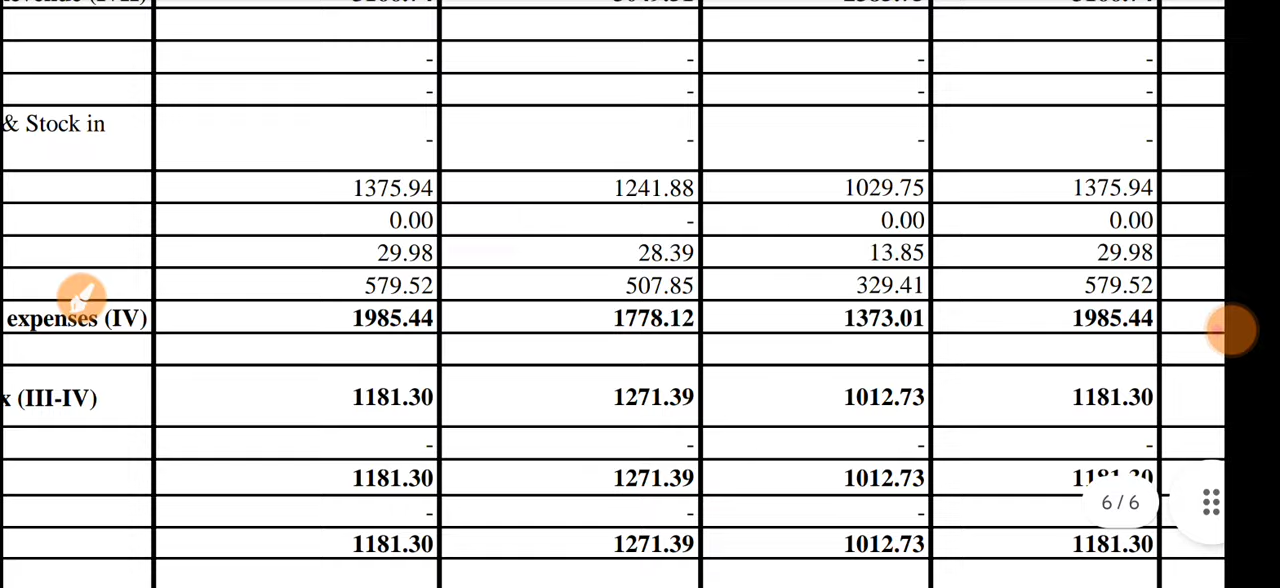 -   -   -   -
-   -   -   -
& Stock in
-   -   -   -
1375.94   1241.88   1029.75   1375.94
0.00   -   0.00   0.00
29.98   28.39   13.85   29.98
579.52   507.85   329.41   579.52
expenses (IV)   1985.44   1778.12   1373.01   1985.44
x (III-IV)   1181.30   1271.39   1012.73   1181.30
-   -   -   -
1181.30   1271.39   1012.73   1181.30
6 / 6
-   -   -
1181.30   1271.39   1012.73   1181.30